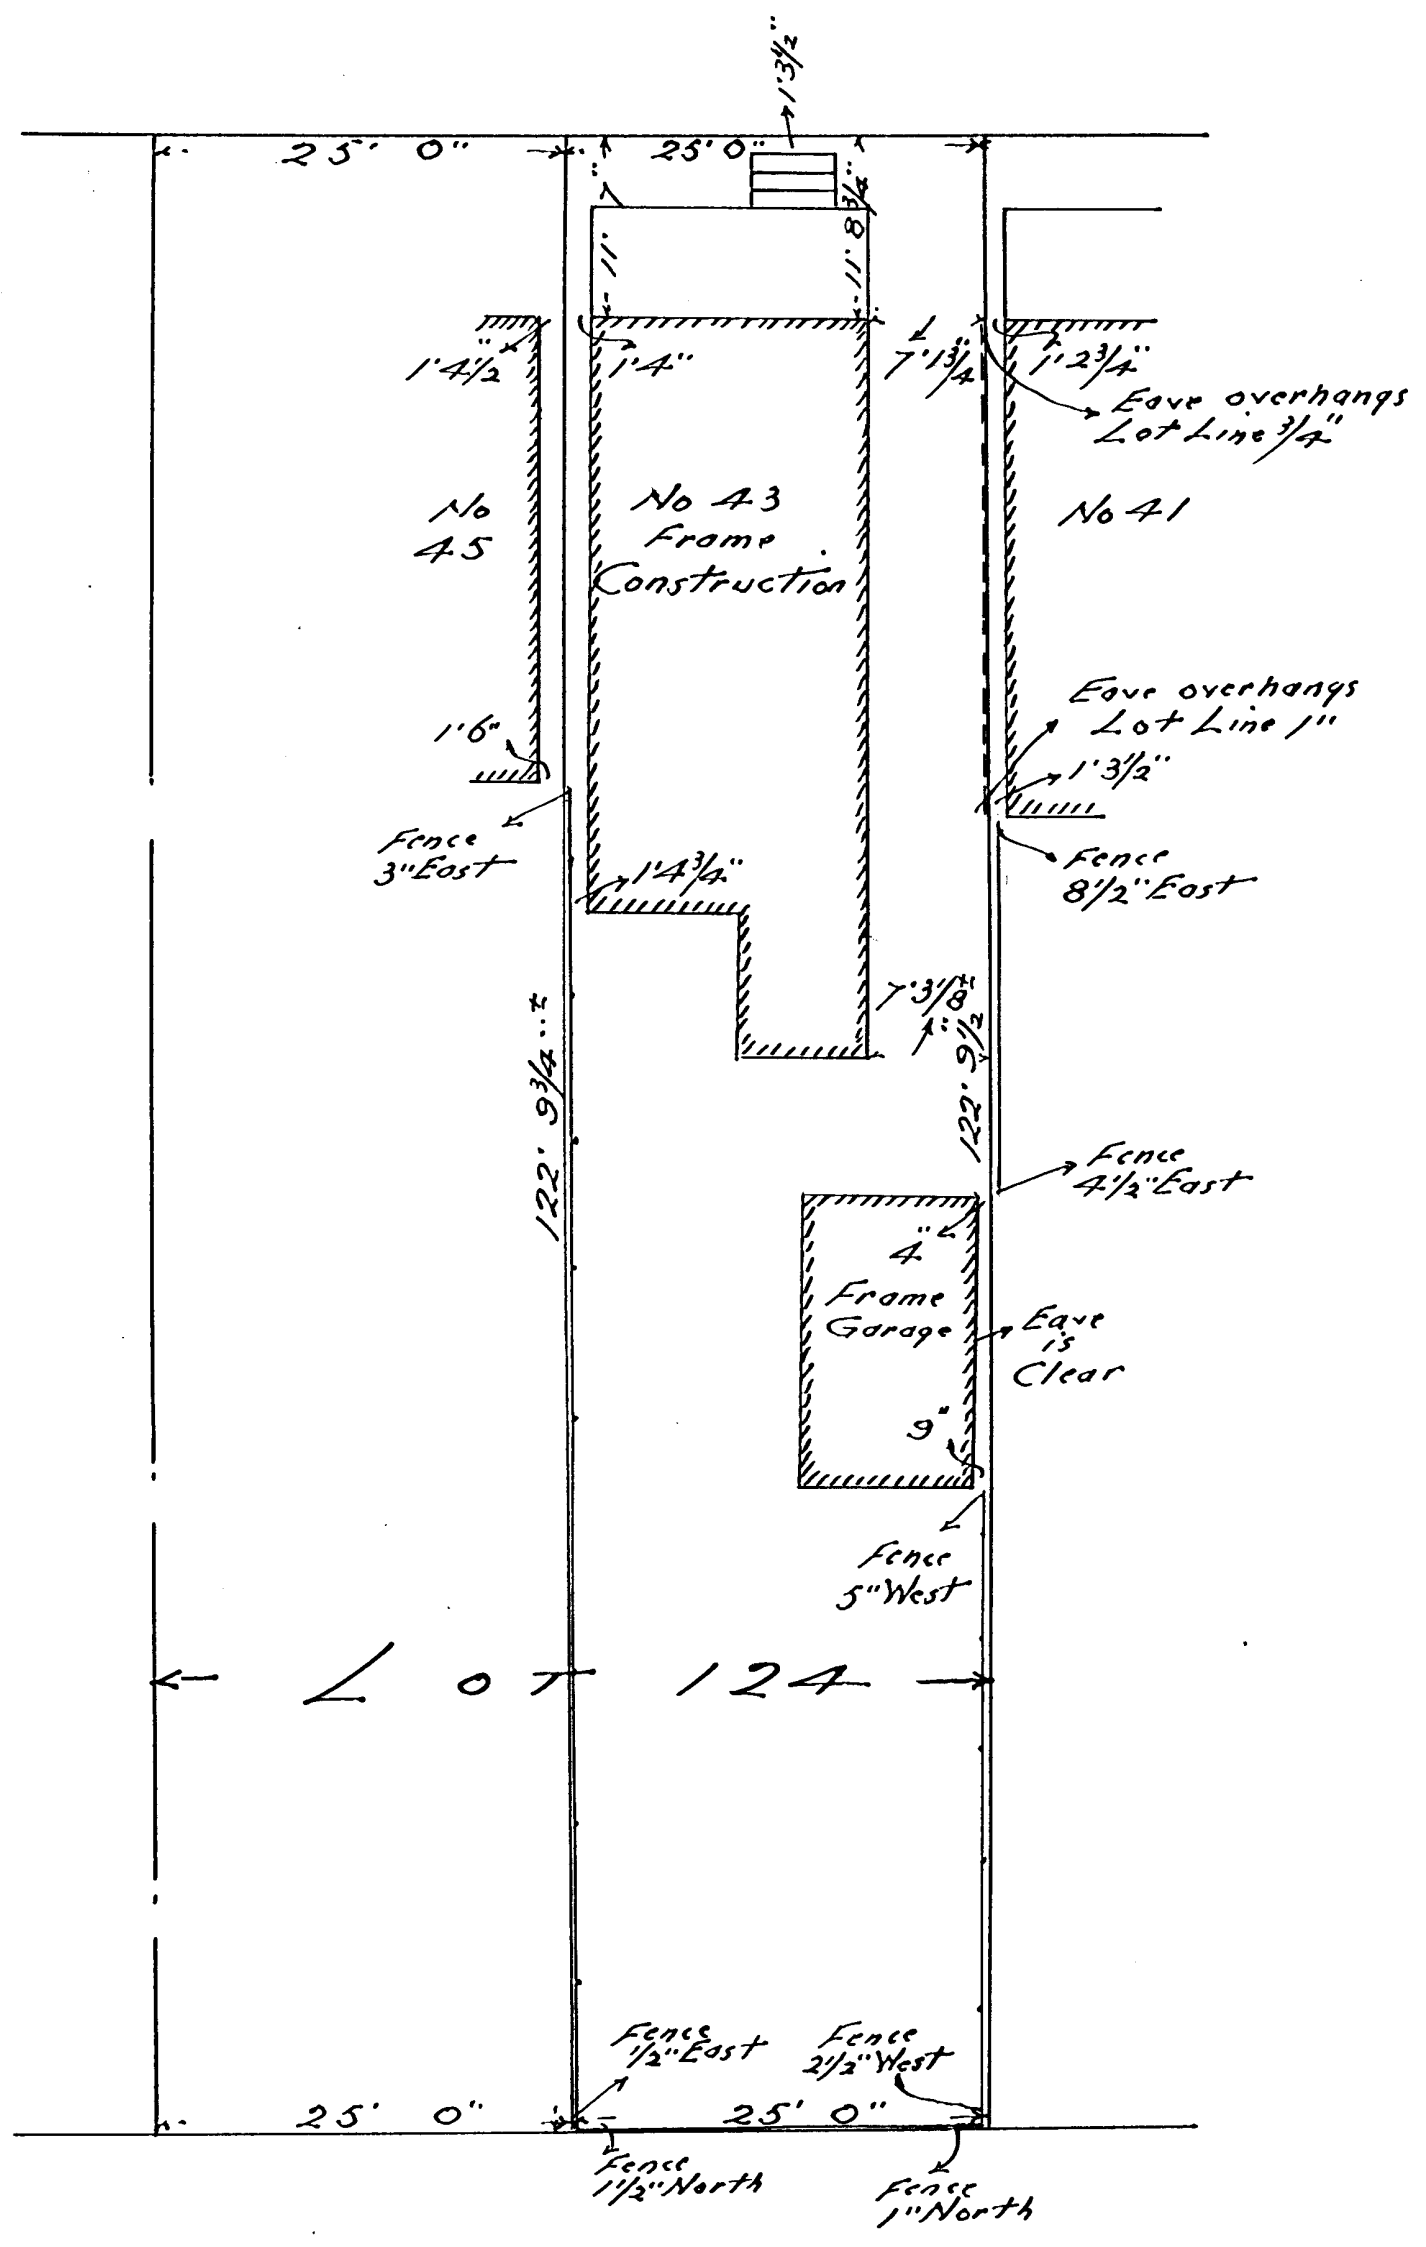 1'3½"
25' 0"
25' 0"
11' 7"
11' 8¾"
1'4½"
1'4"
7'1¾"
1'2¾"
Eave overhangs
Lot Line ¾"
No
45
No 43
Frame
Construction
No 41
Eave overhangs
Lot Line 1"
1'6"
1'3½"
Fence
3" East
1'4¾"
Fence
8½" East
7'3⅛"±
122' 9¾"±
122' 9½"
Fence
4½" East
4"
Frame
Garage
Eave
is
Clear
9"
Fence
5" West
LOT 124
Fence
½" East
Fence
2½" West
25' 0"
25' 0"
Fence
1½" North
Fence
1" North